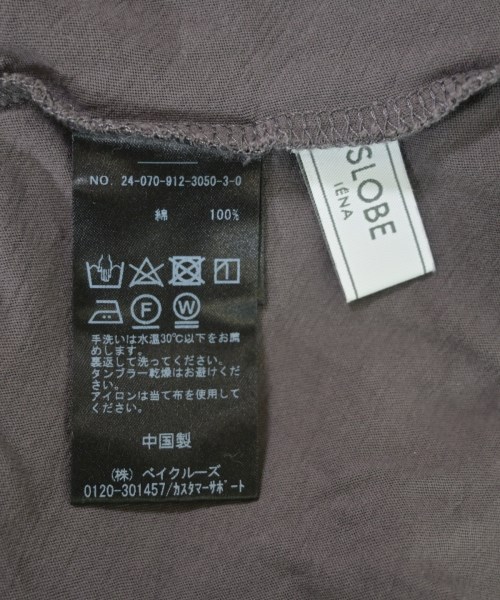 NO. 24-070-912-3050-3-0
綿 100%
F W
手洗いは水温30℃以下をお薦
めします。
裏返して洗ってください。
タンブラー乾燥はお避けくださ
い。
アイロンは当て布を使用して
ください。
中国製
(株) ベイクルーズ
0120-301457/カスタマーサポート
SLOBE
IÉNA